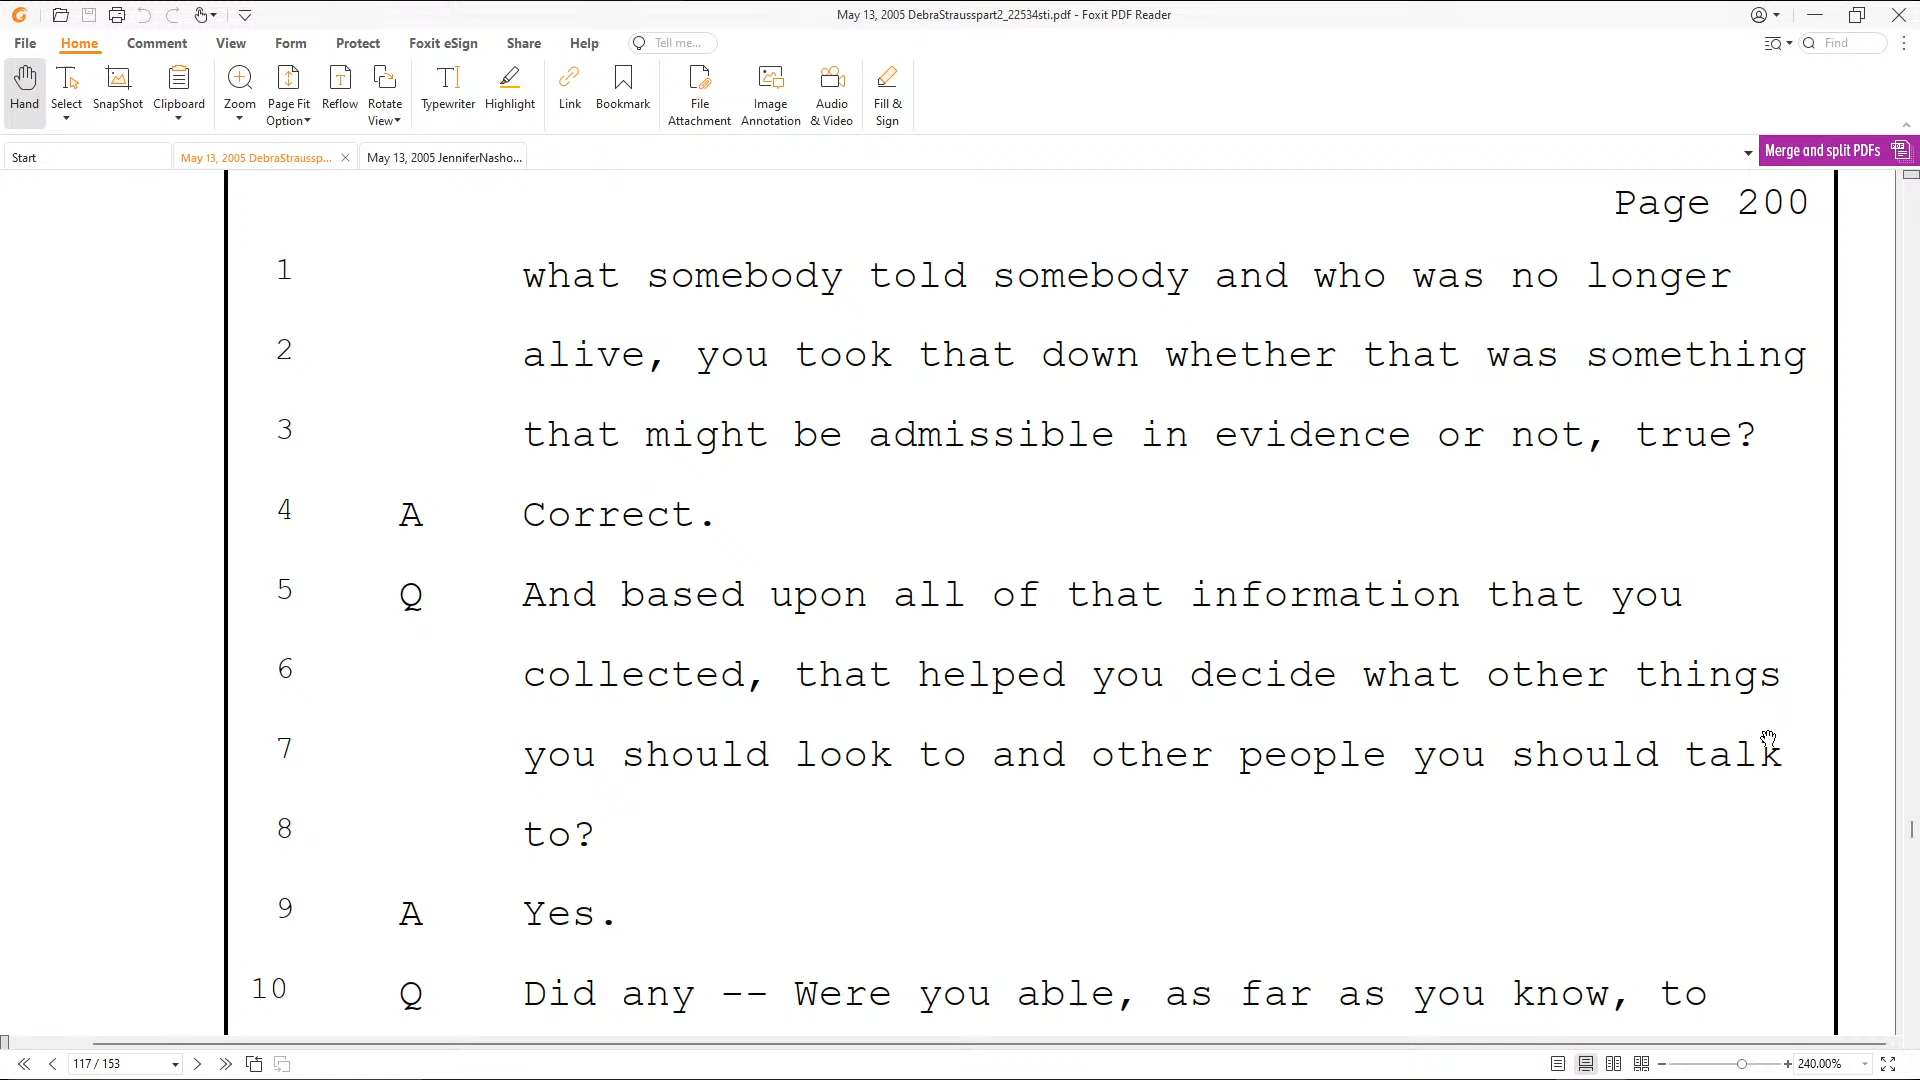 May 13, 2005 DebraStrausspart2_22534sti.pdf - Foxit PDF Reader
File Home Comment View Form Protect Foxit eSign Share Help Tell me... Find
Hand Select SnapShot Clipboard Zoom Page Fit Option Reflow Rotate View Typewriter Highlight Link Bookmark File Attachment Image Annotation Audio & Video Fill & Sign
Start May 13, 2005 DebraStraussp... May 13, 2005 JenniferNasho... Merge and split PDFs
Page 200
1 what somebody told somebody and who was no longer
2 alive, you took that down whether that was something
3 that might be admissible in evidence or not, true?
4 A Correct.
5 Q And based upon all of that information that you
6 collected, that helped you decide what other things
7 you should look to and other people you should talk
8 to?
9 A Yes.
10 Q Did any -- Were you able, as far as you know, to
117 / 153 240.00%